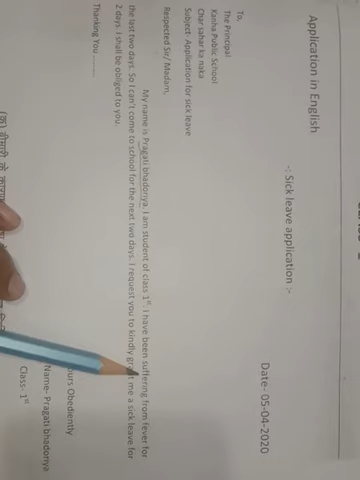 Application in English
-: Sick leave application :-
Date- 05-04-2020
To,
The Principal
Kanha Public School
Char sahar ka naka
Subject- Application for sick leave
Respected Sir/ Madam,
My name is Pragati bhadoriya. I am student of class 1st. I have been suffering from fever for
the last two days. So I can't come to school for the next two days. I request you to kindly me a sick leave for
2 days. I shall be obliged to you.
Thanking You ........
Obediently
Name- Pragati bhadoriya
Class- 1st
(क) बीमारी के कारण